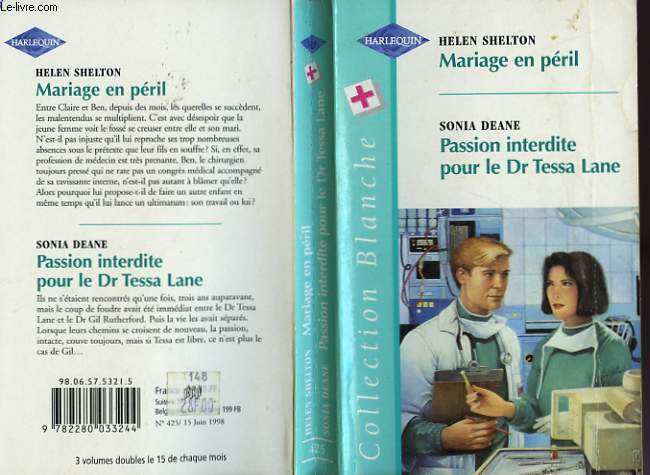 Le-livre.com
HARLEQUIN
HELEN SHELTON
Mariage en péril
Entre Claire et Ben, depuis des mois, les querelles se succèdent,
les malentendus se multiplient. C'est avec désespoir que la
jeune femme voit le fossé se creuser entre elle et son mari.
N'est-il pas injuste qu'il lui reproche ses trop nombreuses
absences sous le prétexte que leur fils en souffre ? Si, en effet, sa
profession de médecin est très prenante, Ben, le chirurgien
toujours pressé qui ne rate pas un congrès médical accompagné
de sa ravissante interne, n'est-il pas autant à blâmer qu'elle ?
Alors pourquoi lui propose-t-il de faire un autre enfant en
même temps qu'il lui lance un ultimatum : son travail ou lui ?
SONIA DEANE
Passion interdite
pour le Dr Tessa Lane
Ils ne s'étaient rencontrés qu'une fois, trois ans auparavant,
mais le coup de foudre avait été immédiat entre le Dr Tessa
Lane et le Dr Gil Rutherford. Puis la vie les avait séparés.
Lorsque leurs chemins se croisent de nouveau, la passion,
intacte, couve toujours, mais si Tessa est libre, ce n'est plus le
cas de Gil...
98.06.57.5321.5
9 782280 033244
148
28F00
France
199 FB
N° 425/ 15 Juin 1998
3 volumes doubles le 15 de chaque mois
HELEN SHELTON Mariage en péril
SONIA DEANE Passion interdite pour le Dr Tessa Lane
425
HARLEQUIN
Collection Blanche
HELEN SHELTON
Mariage en péril
SONIA DEANE
Passion interdite
pour le Dr Tessa Lane